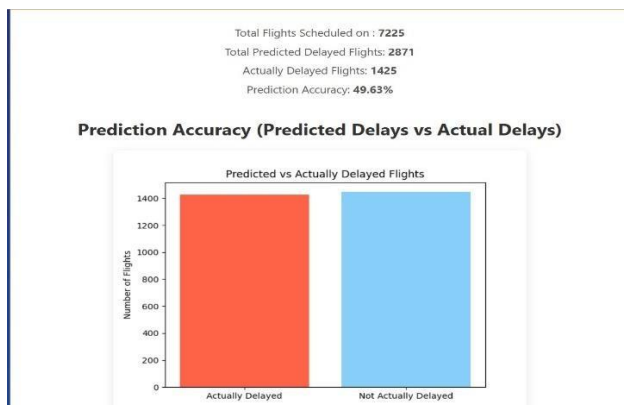 Total Flights Scheduled on : 7225
Total Predicted Delayed Flights: 2871
Actually Delayed Flights: 1425
Prediction Accuracy: 49.63%
Prediction Accuracy (Predicted Delays vs Actual Delays)
Predicted vs Actually Delayed Flights
Number of Flights
1400
1200
1000
800
600
400
200
0
Actually Delayed
Not Actually Delayed